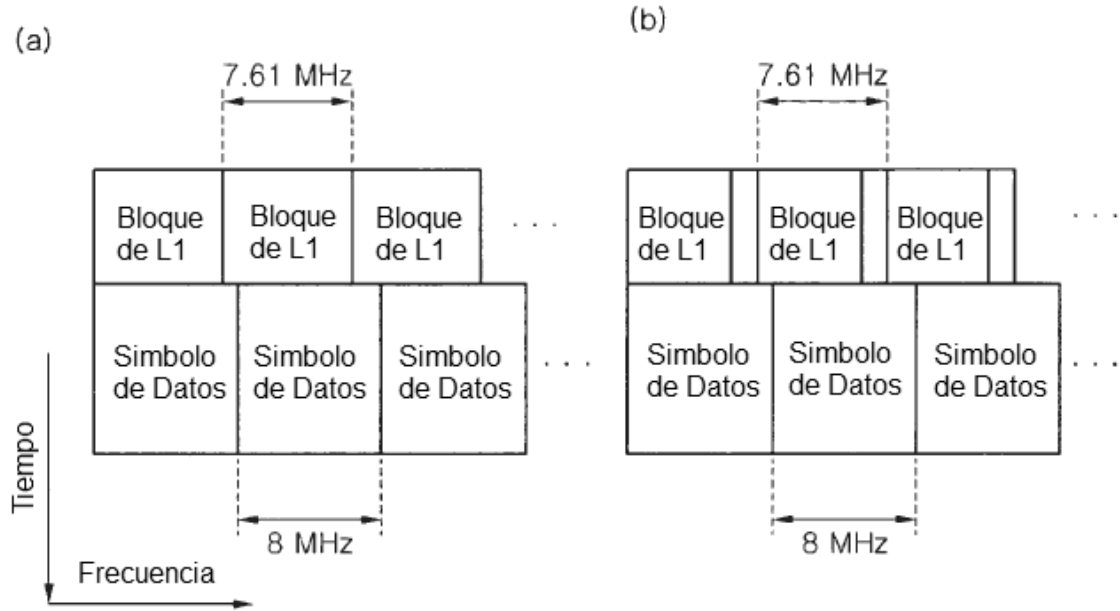 (a)
7.61 MHz
Bloque
de L1
Bloque
de L1
Bloque
de L1
. . .
Simbolo
de Datos
Simbolo
de Datos
Simbolo
de Datos
. . .
8 MHz
Tiempo
Frecuencia
(b)
7.61 MHz
Bloque
de L1
Bloque
de L1
Bloque
de L1
. . .
Simbolo
de Datos
Simbolo
de Datos
Simbolo
de Datos
. . .
8 MHz